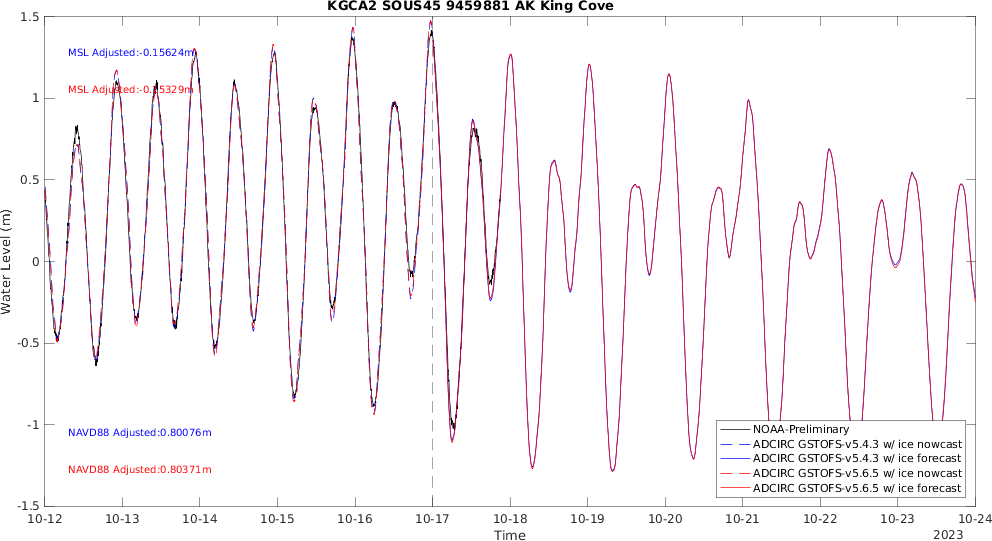 KGCA2 SOUS45 9459881 AK King Cove
1.5
MSL Adjusted:-0.15624m
MSL Adjusted:-0.15329m
1
0.5
0
-0.5
-1
-1.5
Water Level (m)
NAVD88 Adjusted:0.80076m
NAVD88 Adjusted:0.80371m
NOAA-Preliminary
ADCIRC GSTOFS-v5.4.3 w/ ice nowcast
ADCIRC GSTOFS-v5.4.3 w/ ice forecast
ADCIRC GSTOFS-v5.6.5 w/ ice nowcast
ADCIRC GSTOFS-v5.6.5 w/ ice forecast
10-12 10-13 10-14 10-15 10-16 10-17 10-18 10-19 10-20 10-21 10-22 10-23 10-24
Time
2023